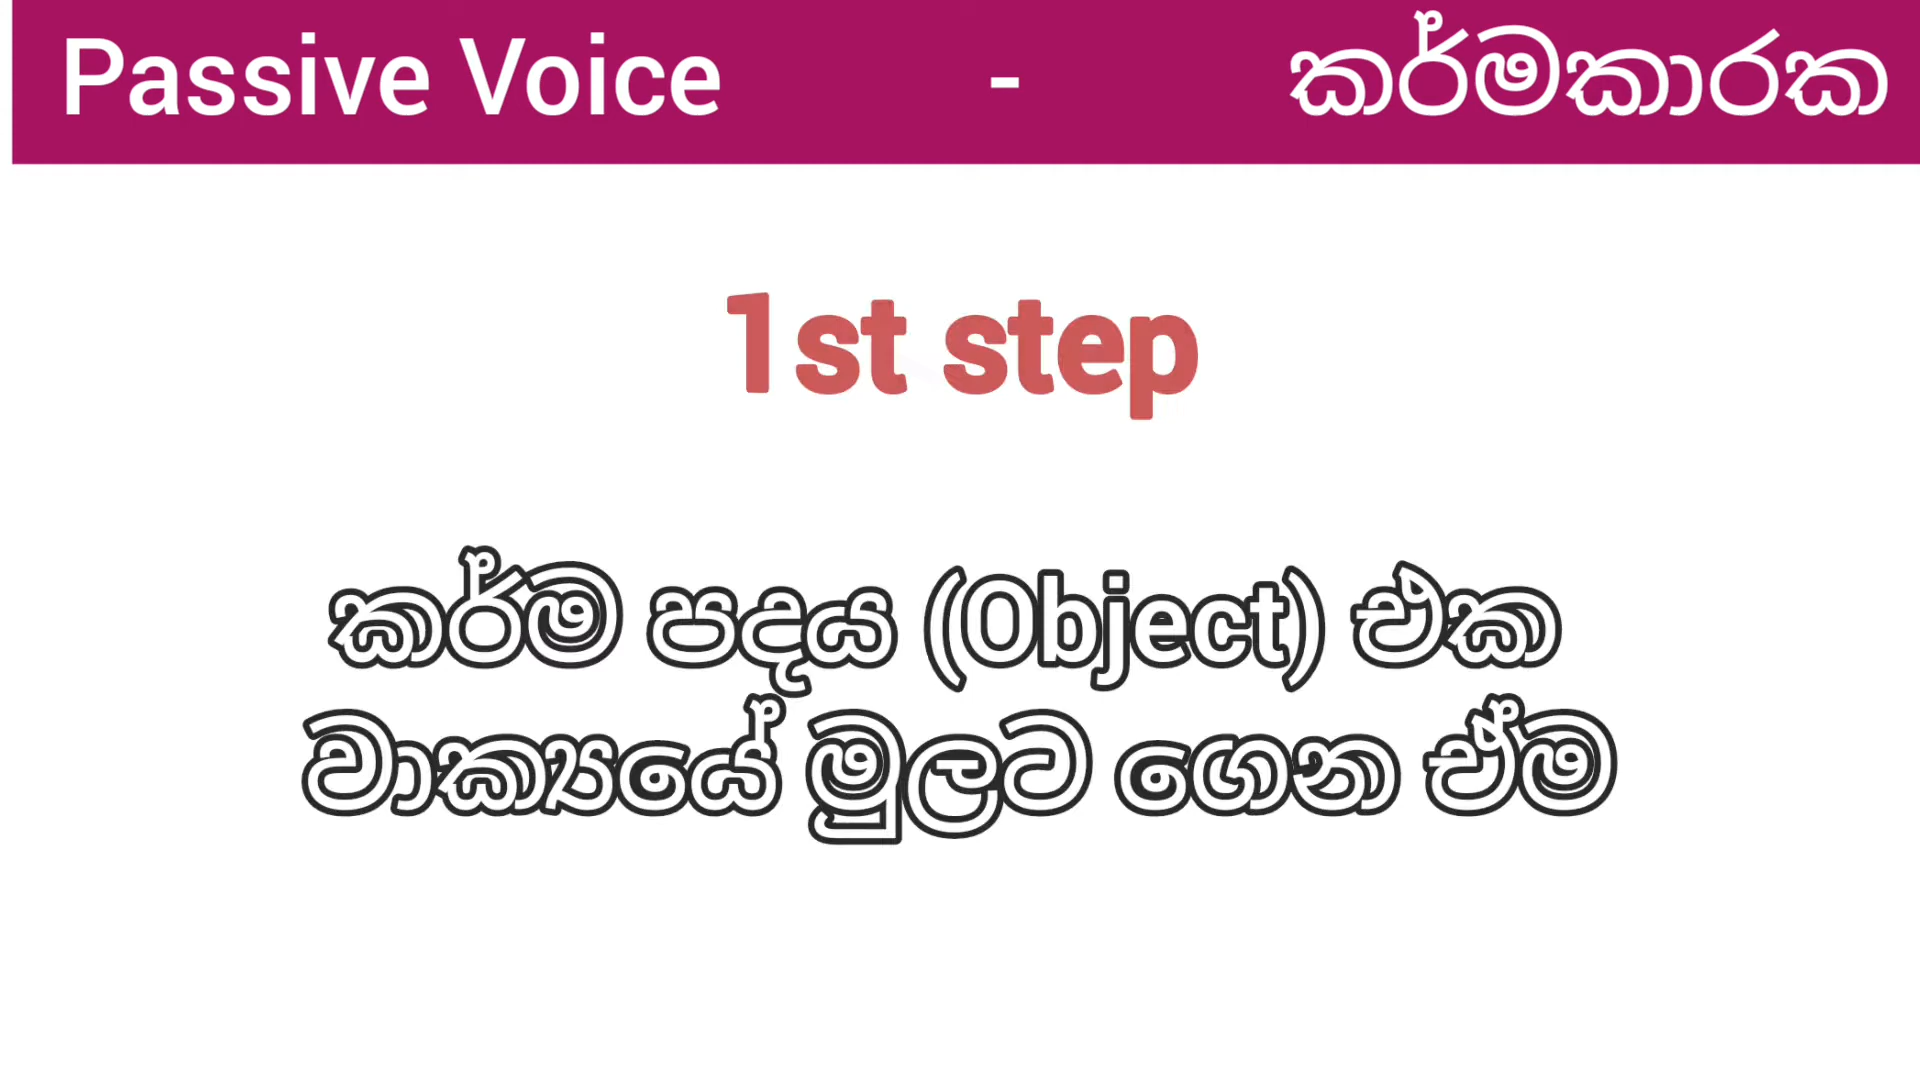 Passive Voice - කර්මකාරක
1st step
කර්ම පදය (Object) එක
වාක්‍යයේ මුලට ගෙන ඒම